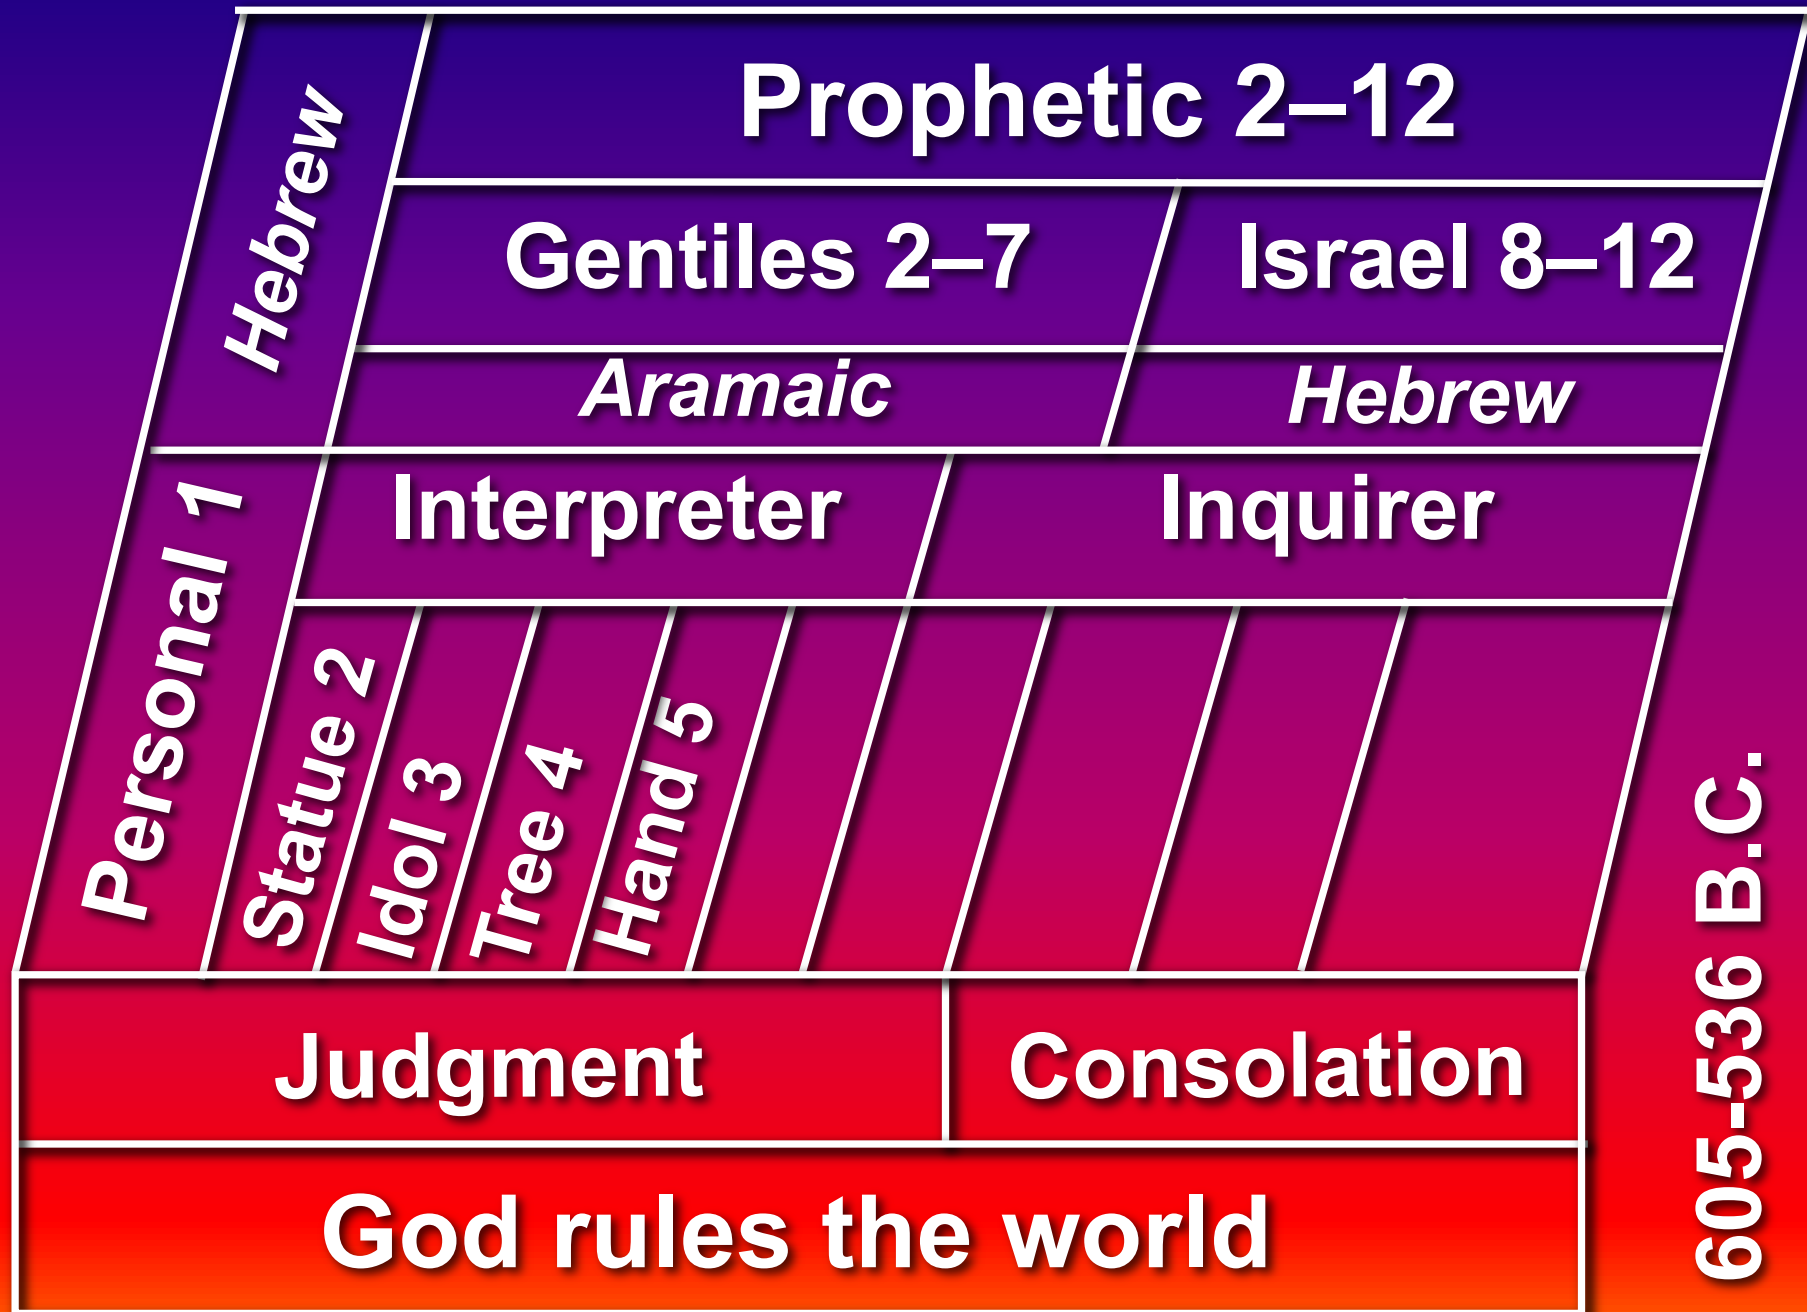 Hebrew
Prophetic 2–12
Gentiles 2–7
Israel 8–12
Aramaic
Hebrew
Personal 1
Interpreter
Inquirer
Statue 2
Idol 3
Tree 4
Hand 5
Judgment
Consolation
God rules the world
605-536 B.C.